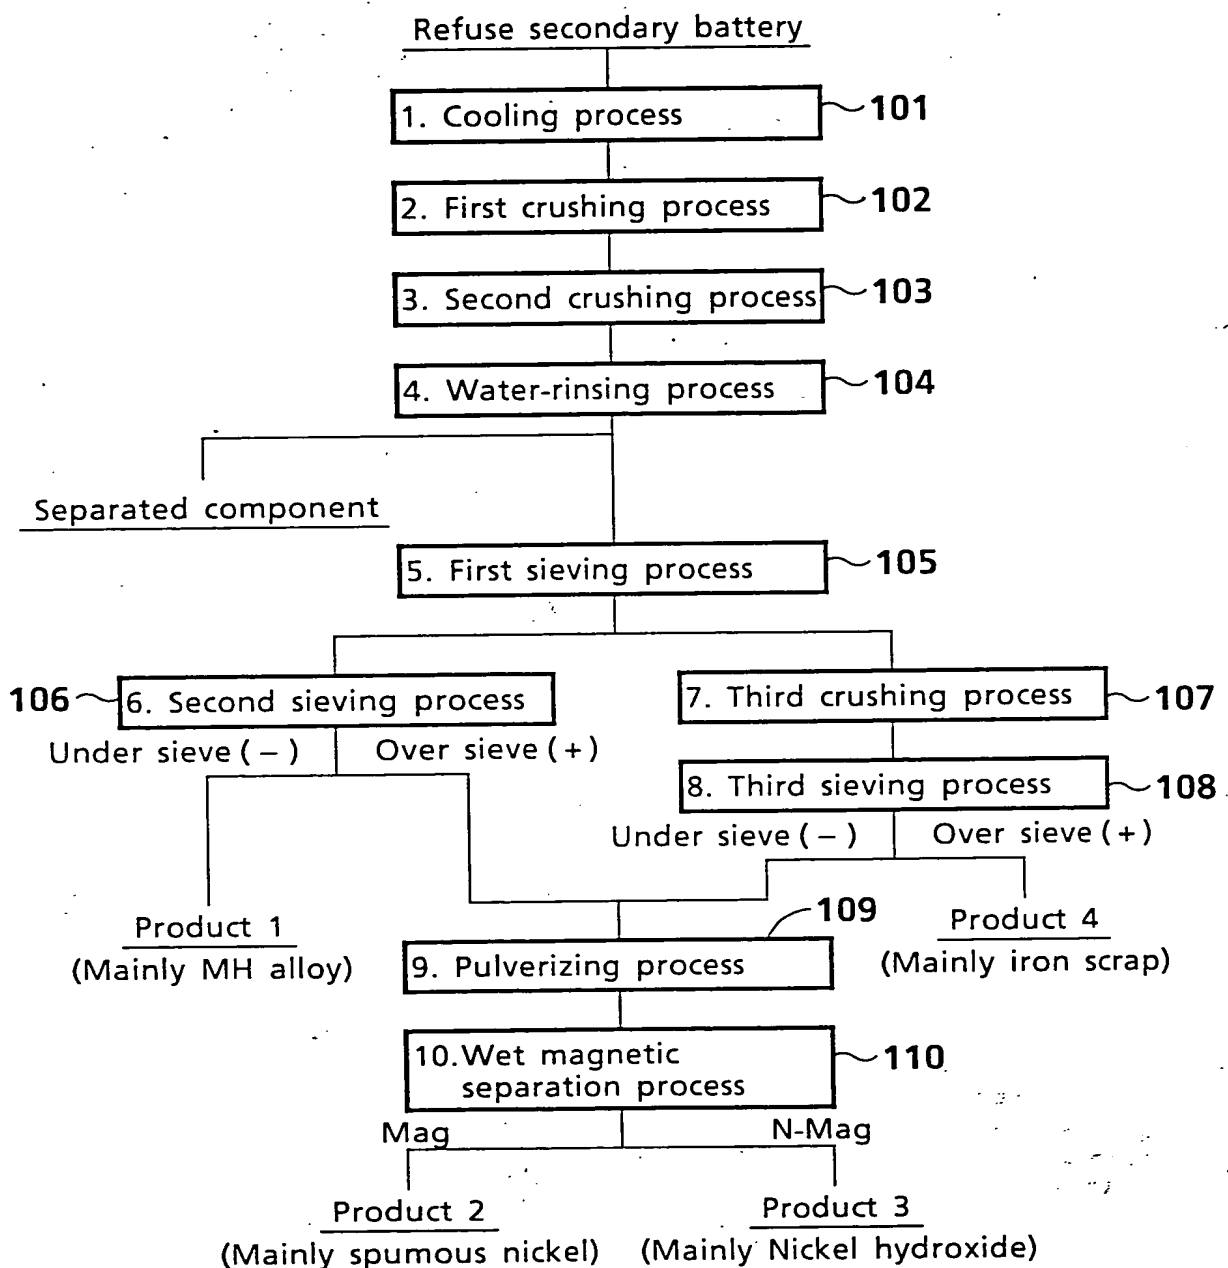 Refuse secondary battery
1. Cooling process
101
2. First crushing process
102
3. Second crushing process
103
4. Water-rinsing process
104
Separated component
5. First sieving process
105
106
6. Second sieving process
7. Third crushing process
107
Under sieve (−)
Over sieve (+)
8. Third sieving process
108
Under sieve (−)
Over sieve (+)
Product 1
(Mainly MH alloy)
109
Product 4
(Mainly iron scrap)
9. Pulverizing process
10. Wet magnetic
separation process
110
Mag
N-Mag
Product 2
(Mainly spumous nickel)
Product 3
(Mainly Nickel hydroxide)